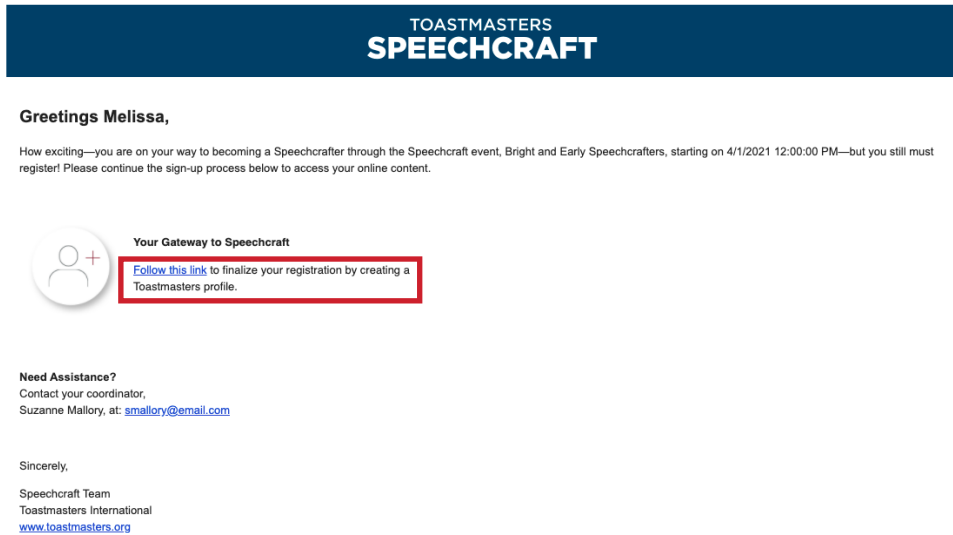 TOASTMASTERS
SPEECHCRAFT
Greetings Melissa,
How exciting—you are on your way to becoming a Speechcrafter through the Speechcraft event, Bright and Early Speechcrafters, starting on 4/1/2021 12:00:00 PM—but you still must
register! Please continue the sign-up process below to access your online content.
Your Gateway to Speechcraft
Follow this link to finalize your registration by creating a
Toastmasters profile.
Need Assistance?
Contact your coordinator,
Suzanne Mallory, at: smallory@email.com
Sincerely,
Speechcraft Team
Toastmasters International
www.toastmasters.org